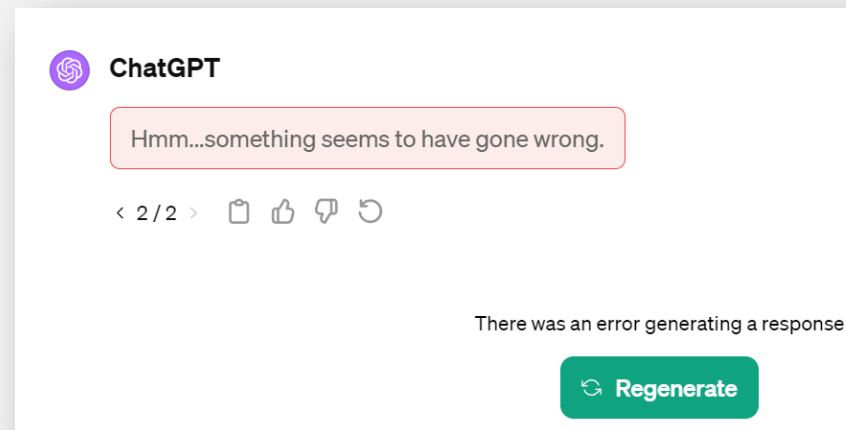 ChatGPT
Hmm...something seems to have gone wrong.
2 / 2
There was an error generating a response
Regenerate